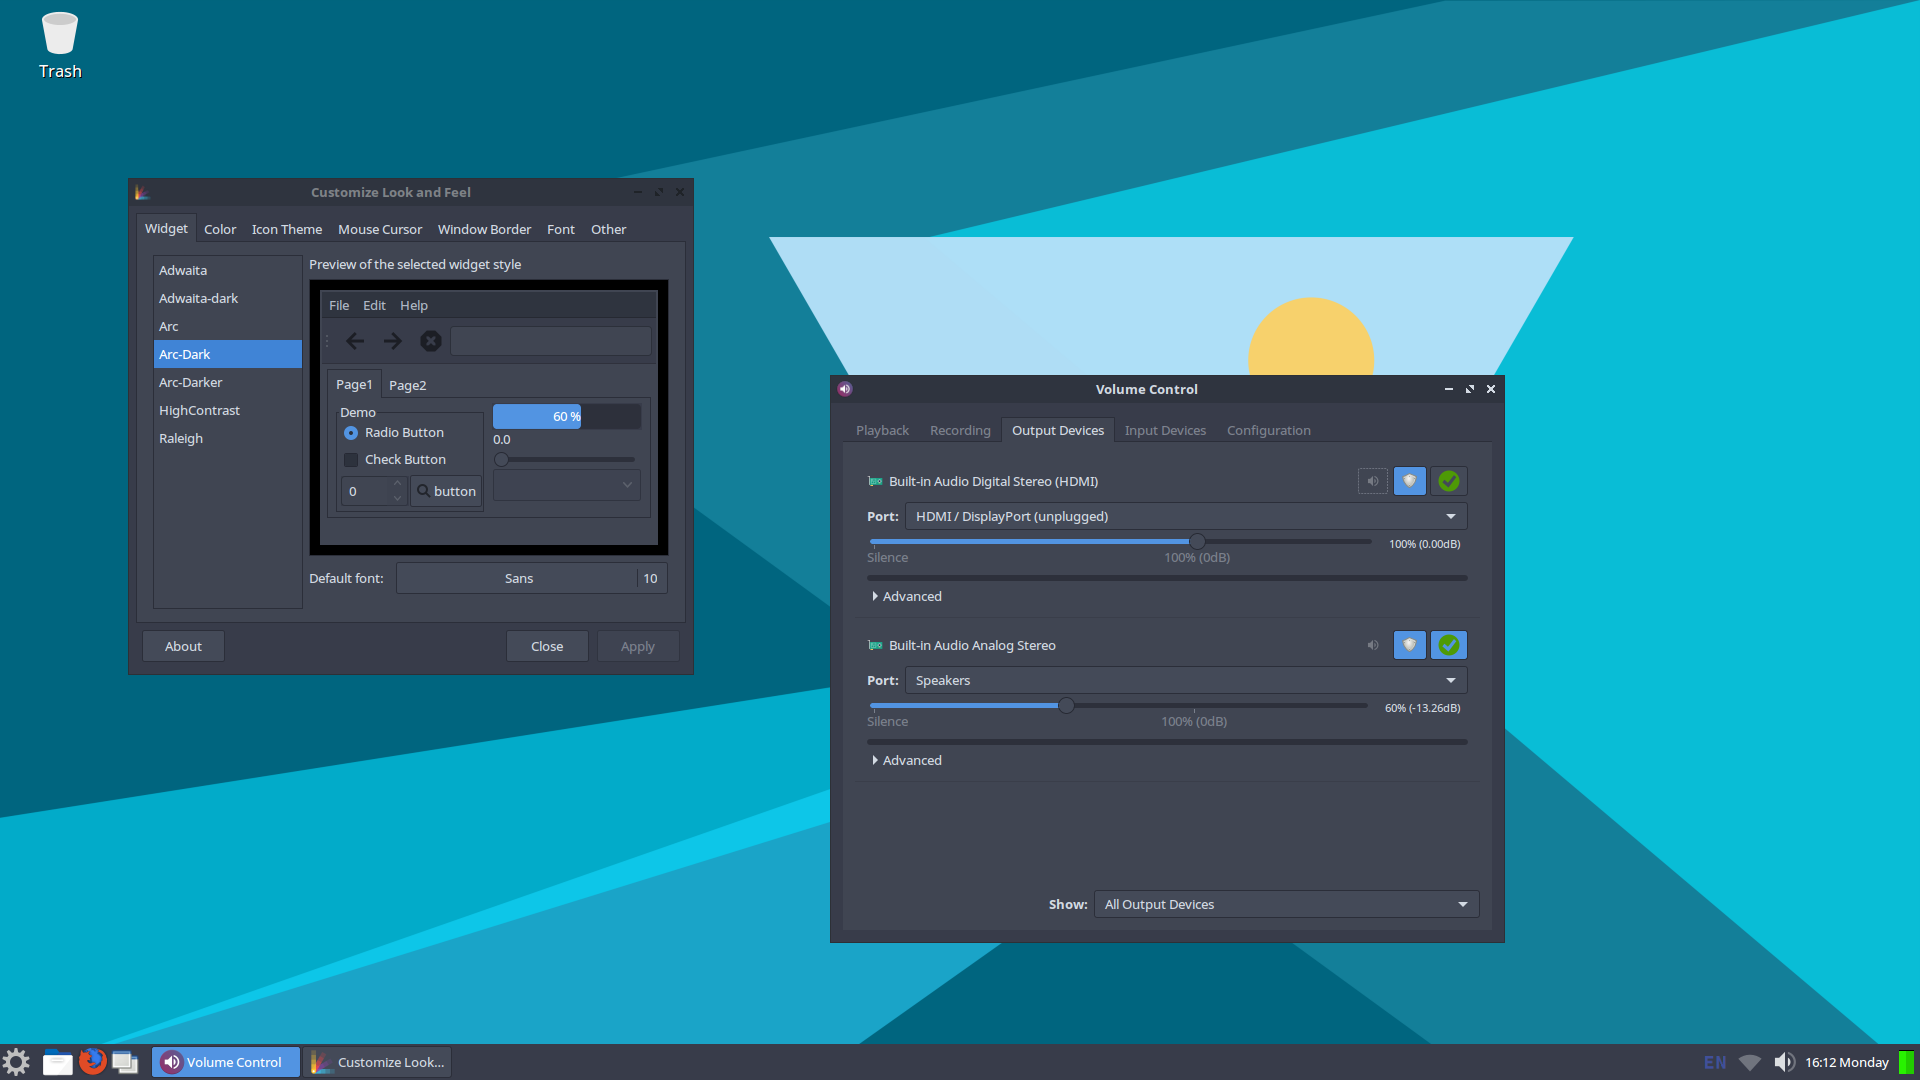 Trash
Customize Look and Feel
Widget Color Icon Theme Mouse Cursor Window Border Font Other
Adwaita
Adwaita-dark
Arc
Arc-Dark
Arc-Darker
HighContrast
Raleigh
Preview of the selected widget style
File Edit Help
Page1 Page2
Demo
Radio Button
Check Button
0
button
60 %
0.0
Default font: Sans 10
About Close Apply
Volume Control
Playback Recording Output Devices Input Devices Configuration
Built-in Audio Digital Stereo (HDMI)
Port: HDMI / DisplayPort (unplugged)
100% (0.00dB)
Silence 100% (0dB)
Advanced
Built-in Audio Analog Stereo
Port: Speakers
60% (-13.26dB)
Silence 100% (0dB)
Advanced
Show: All Output Devices
Volume Control Customize Look... EN 16:12 Monday